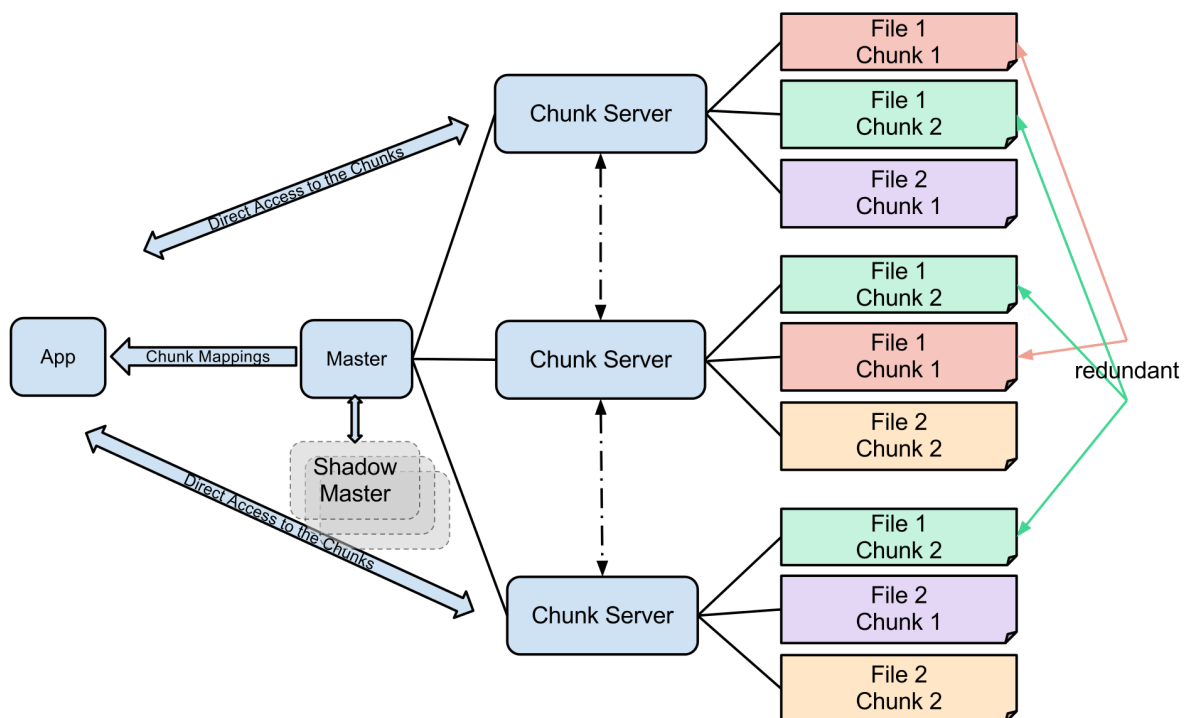 File 1
Chunk 1
Chunk Server
File 1
Chunk 2
Direct Access to the Chunks
File 2
Chunk 1
File 1
Chunk 2
App
Chunk Mappings
Master
Chunk Server
File 1
Chunk 1
redundant
File 2
Chunk 2
Shadow
Master
Direct Access to the Chunks
File 1
Chunk 2
Chunk Server
File 2
Chunk 1
File 2
Chunk 2